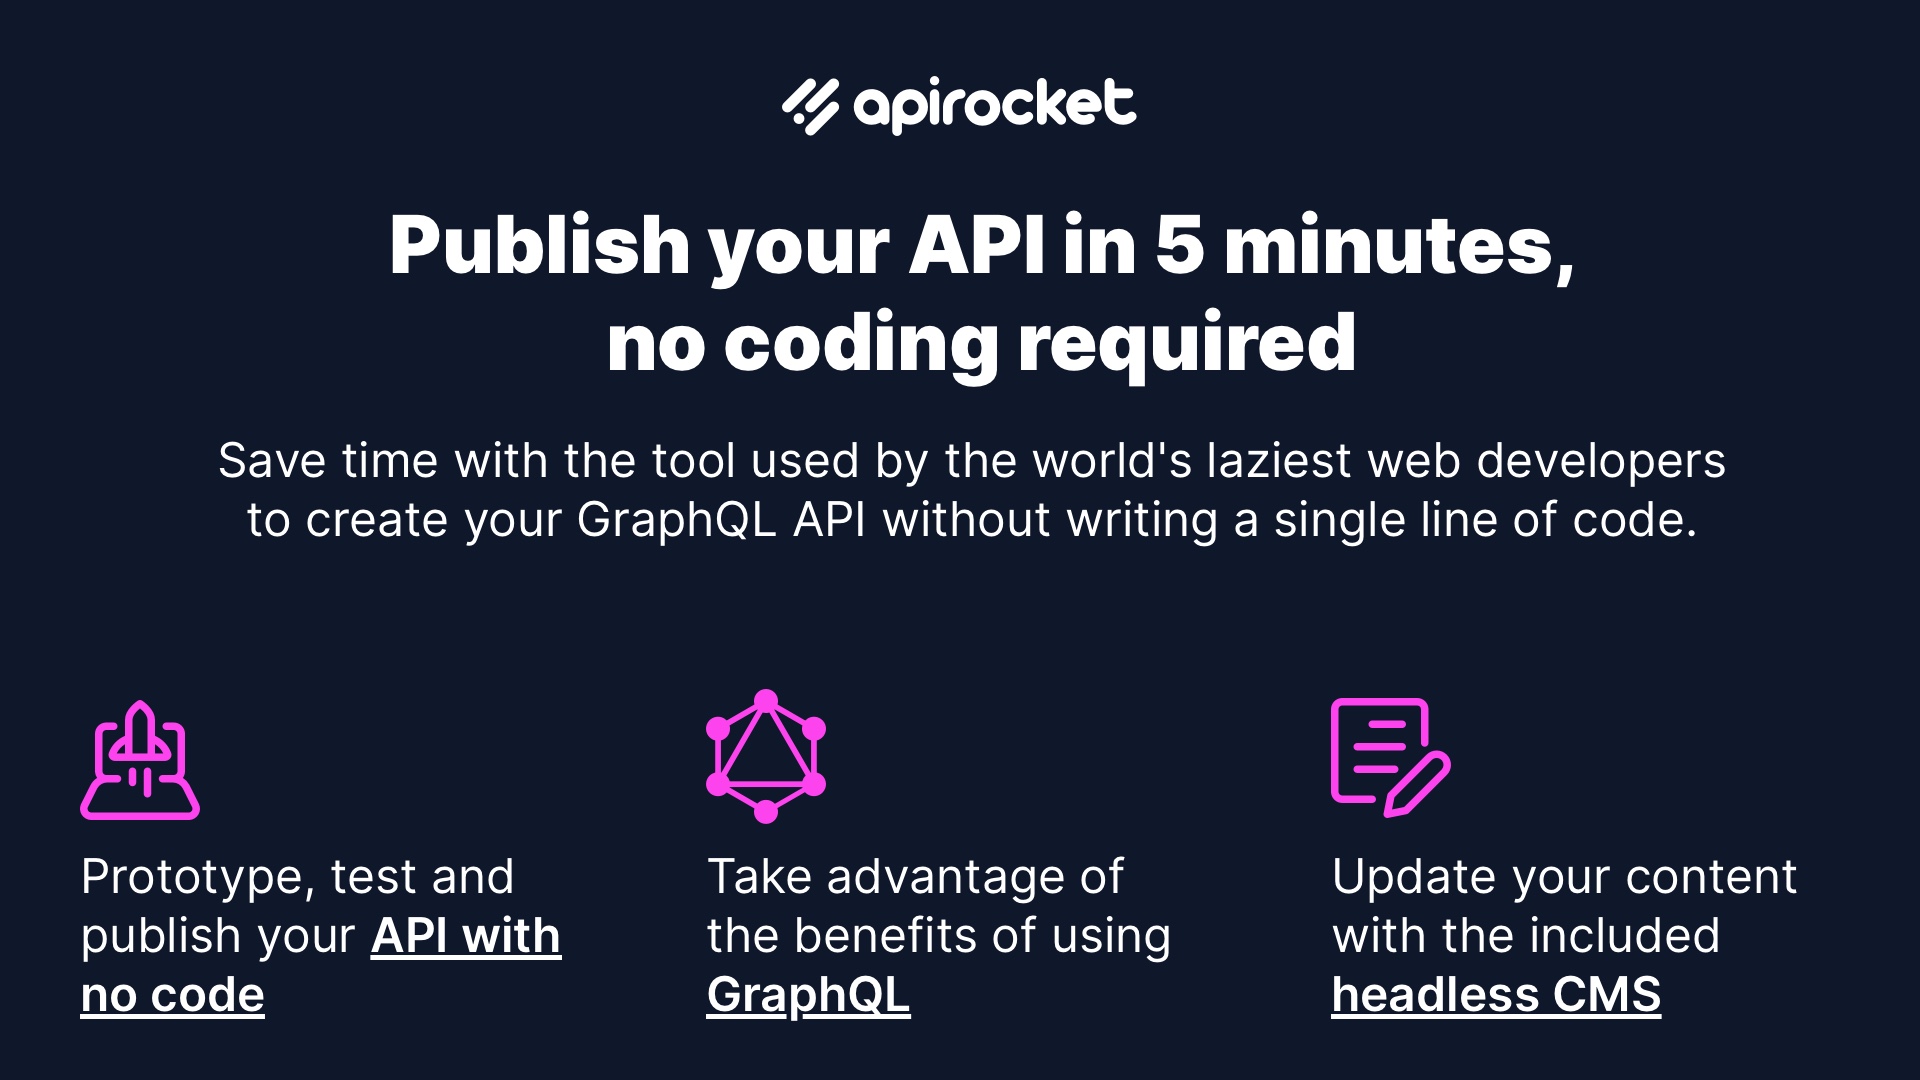 apirocket
Publish your API in 5 minutes,
no coding required
Save time with the tool used by the world's laziest web developers
to create your GraphQL API without writing a single line of code.
Prototype, test and
publish your API with
no code
Take advantage of
the benefits of using
GraphQL
Update your content
with the included
headless CMS